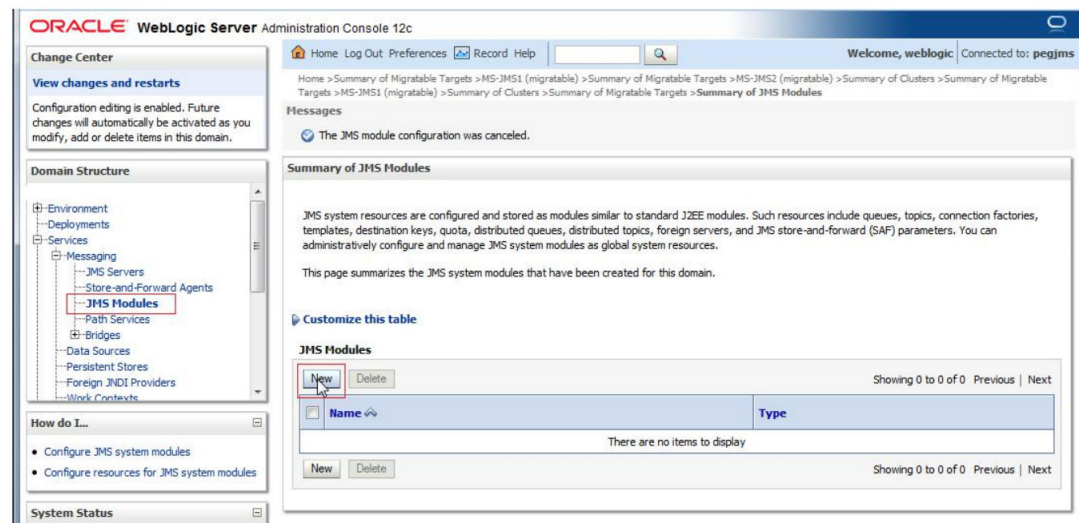 ORACLE WebLogic Server Administration Console 12c
Change Center
View changes and restarts
Configuration editing is enabled. Future
changes will automatically be activated as you
modify, add or delete items in this domain.
Domain Structure
Environment
Deployments
Services
Messaging
JMS Servers
Store-and-Forward Agents
JMS Modules
Path Services
Bridges
Data Sources
Persistent Stores
Foreign JNDI Providers
Work Contexts
How do I...
Configure JMS system modules
Configure resources for JMS system modules
System Status
Home Log Out Preferences Record Help
Welcome, weblogic Connected to: pegjms
Home >Summary of Migratable Targets >MS-JMS1 (migratable) >Summary of Migratable Targets >MS-JMS2 (migratable) >Summary of Clusters >Summary of Migratable
Targets >MS-JMS1 (migratable) >Summary of Clusters >Summary of Migratable Targets >Summary of JMS Modules
Messages
The JMS module configuration was canceled.
Summary of JMS Modules
JMS system resources are configured and stored as modules similar to standard J2EE modules. Such resources include queues, topics, connection factories,
templates, destination keys, quota, distributed queues, distributed topics, foreign servers, and JMS store-and-forward (SAF) parameters. You can
administratively configure and manage JMS system modules as global system resources.
This page summarizes the JMS system modules that have been created for this domain.
Customize this table
JMS Modules
New Delete Showing 0 to 0 of 0 Previous | Next
Name Type
There are no items to display
New Delete Showing 0 to 0 of 0 Previous | Next